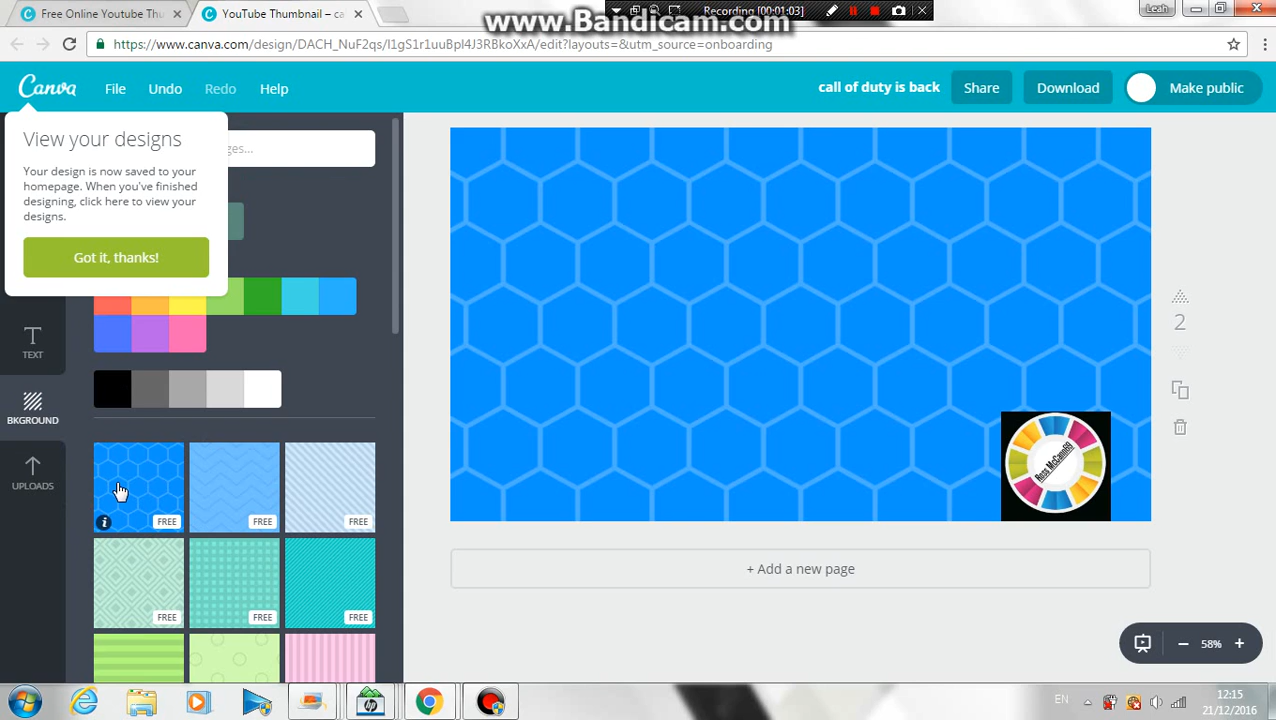 Free Youtube Thum
YouTube Thumbnail – ca
www.Bandicam.com
Recording [00:01:03]
Leah
https://www.canva.com/design/DACH_NuF2qs/l1gS1r1uuBpl4J3RBkoXxA/edit?layouts=&utm_source=onboarding
Canva
File
Undo
Redo
Help
call of duty is back
Share
Download
Make public
View your designs
Your design is now saved to your
homepage. When you've finished
designing, click here to view your
designs.
Got it, thanks!
ges...
TEXT
BKGROUND
UPLOADS
FREE
FREE
FREE
FREE
FREE
FREE
Ross McCann69
2
+ Add a new page
58%
EN
12:15
21/12/2016